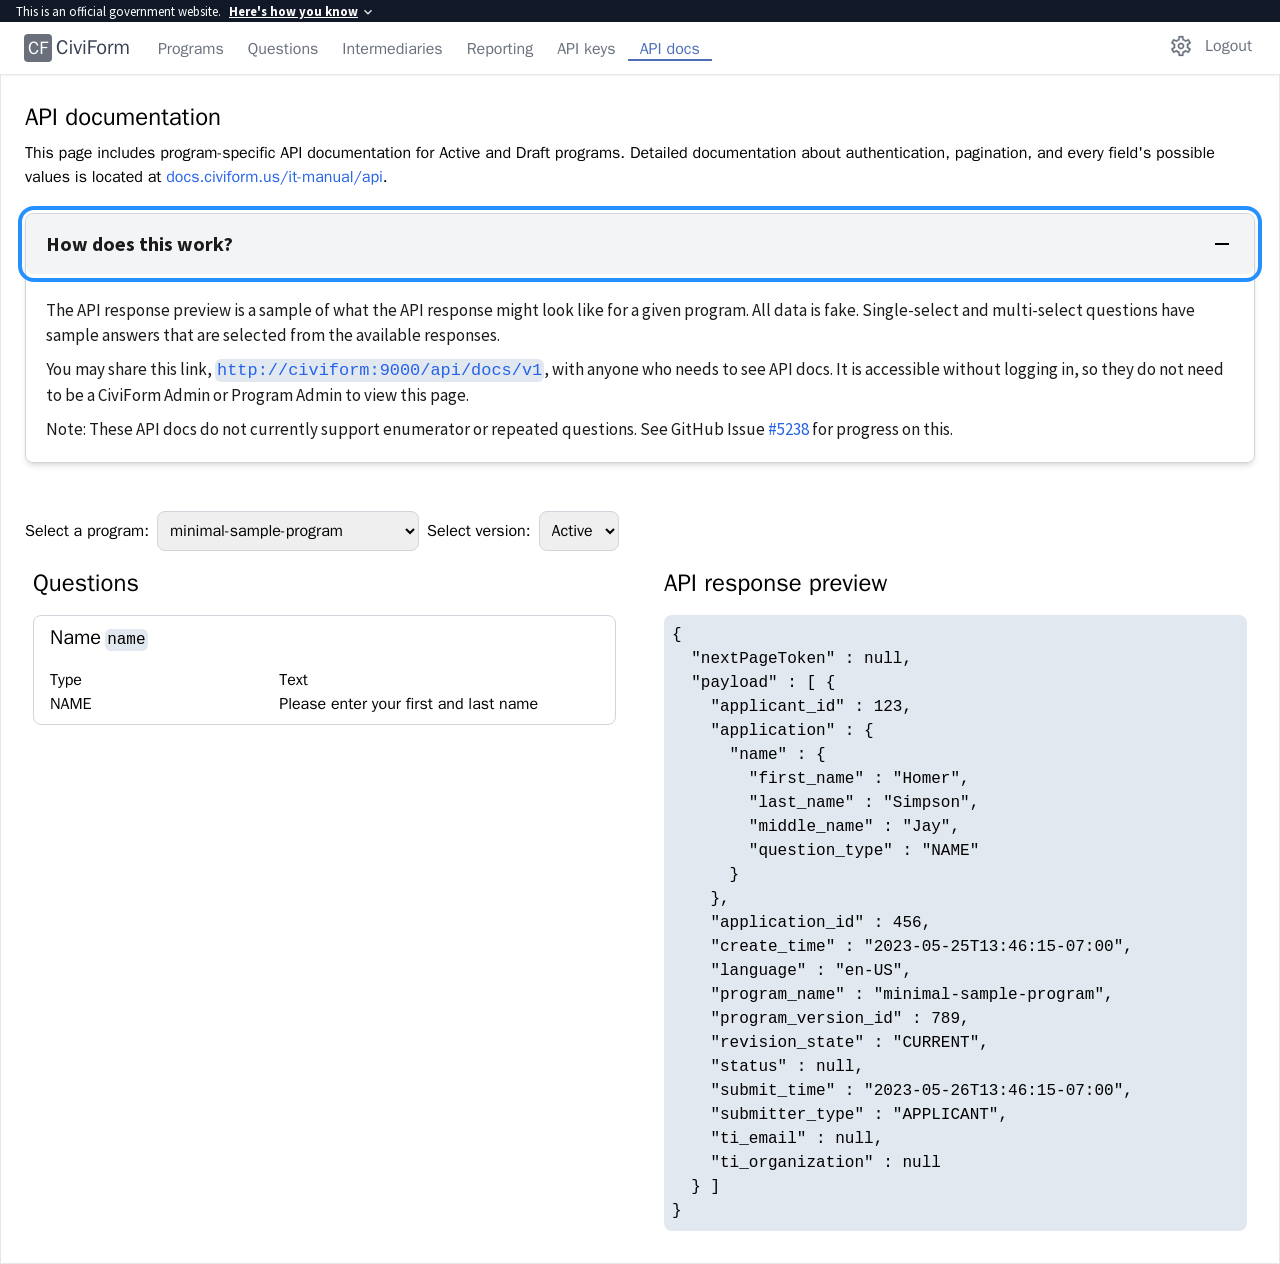 This is an official government website. Here's how you know
CF CiviForm Programs Questions Intermediaries Reporting API keys API docs Logout
API documentation
This page includes program-specific API documentation for Active and Draft programs. Detailed documentation about authentication, pagination, and every field's possible
values is located at docs.civiform.us/it-manual/api.
How does this work?
The API response preview is a sample of what the API response might look like for a given program. All data is fake. Single-select and multi-select questions have
sample answers that are selected from the available responses.
You may share this link, http://civiform:9000/api/docs/v1, with anyone who needs to see API docs. It is accessible without logging in, so they do not need
to be a CiviForm Admin or Program Admin to view this page.
Note: These API docs do not currently support enumerator or repeated questions. See GitHub Issue #5238 for progress on this.
Select a program: minimal-sample-program Select version: Active
Questions
Name name
Type Text
NAME Please enter your first and last name
API response preview
{
  "nextPageToken" : null,
  "payload" : [ {
    "applicant_id" : 123,
    "application" : {
      "name" : {
        "first_name" : "Homer",
        "last_name" : "Simpson",
        "middle_name" : "Jay",
        "question_type" : "NAME"
      }
    },
    "application_id" : 456,
    "create_time" : "2023-05-25T13:46:15-07:00",
    "language" : "en-US",
    "program_name" : "minimal-sample-program",
    "program_version_id" : 789,
    "revision_state" : "CURRENT",
    "status" : null,
    "submit_time" : "2023-05-26T13:46:15-07:00",
    "submitter_type" : "APPLICANT",
    "ti_email" : null,
    "ti_organization" : null
  } ]
}